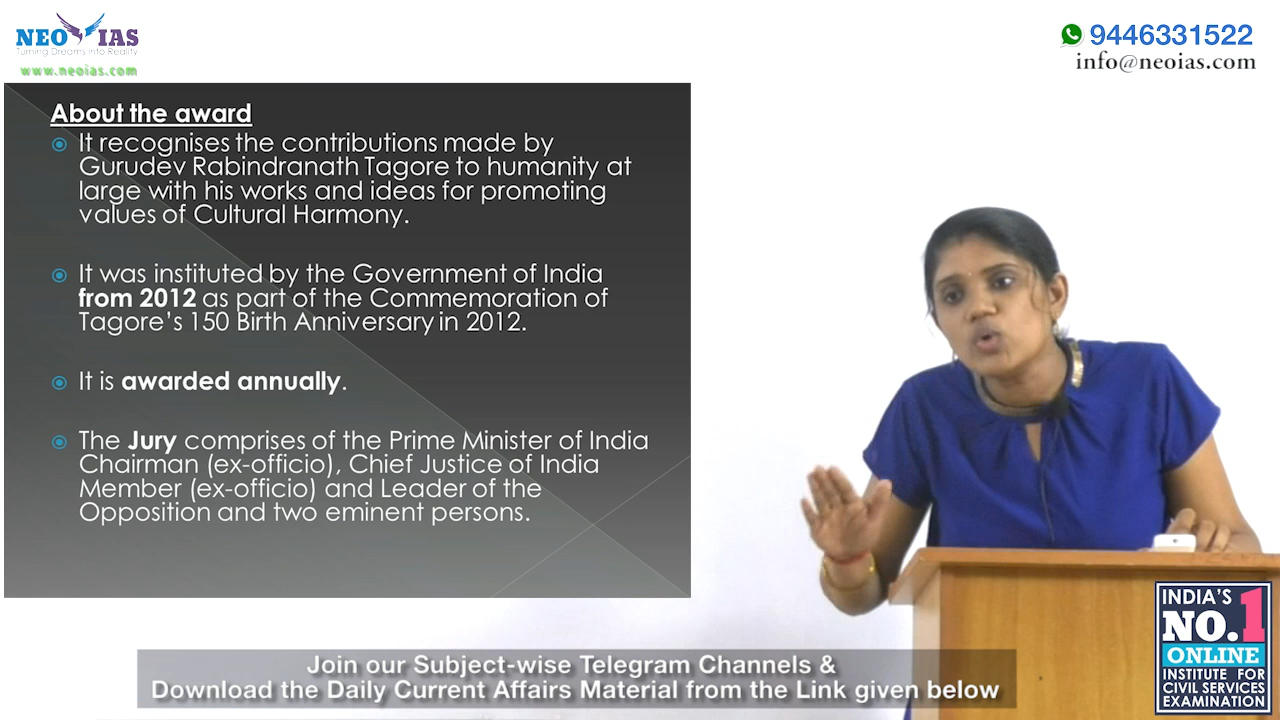 NEO IAS
Turning Dreams into Reality
www.neoias.com
9446331522
info@neoias.com
About the award
It recognises the contributions made by
Gurudev Rabindranath Tagore to humanity at
large with his works and ideas for promoting
values of Cultural Harmony.
It was instituted by the Government of India
from 2012 as part of the Commemoration of
Tagore's 150 Birth Anniversary in 2012.
It is awarded annually.
The Jury comprises of the Prime Minister of India
Chairman (ex-officio), Chief Justice of India
Member (ex-officio) and Leader of the
Opposition and two eminent persons.
INDIA'S
NO.1
ONLINE
INSTITUTE FOR
CIVIL SERVICES
EXAMINATION
Join our Subject-wise Telegram Channels &
Download the Daily Current Affairs Material from the Link given below